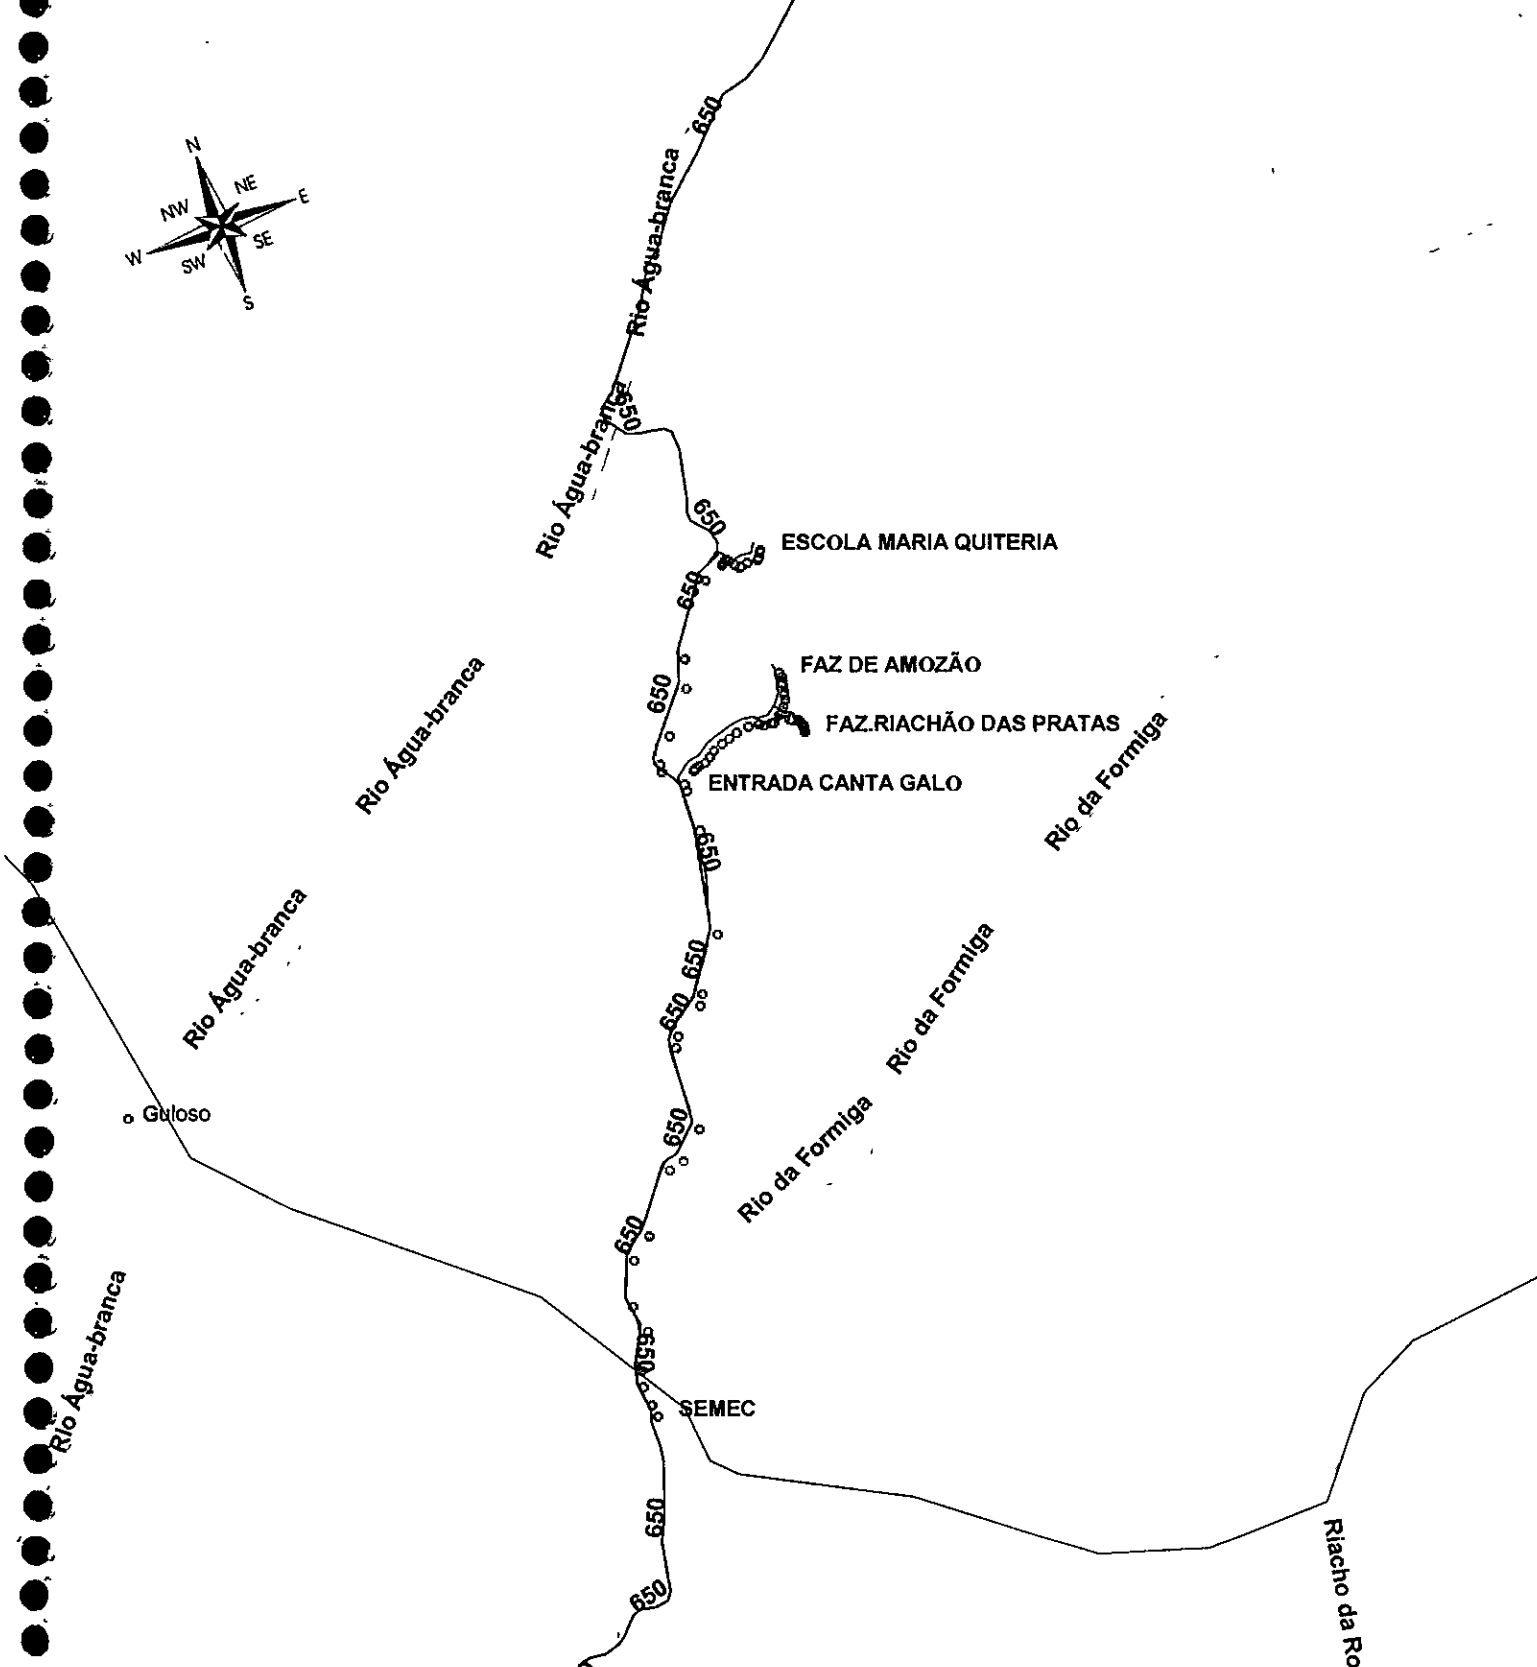 650
N
NE
E
NW
SE
W
SW
S
Rio Água-branca
650
Rio Água-branca
650
ESCOLA MARIA QUITERIA
650
FAZ DE AMOZÃO
650
Rio Água-branca
FAZ.RIACHÃO DAS PRATAS
ENTRADA CANTA GALO
Rio da Formiga
650
Rio Água-branca
650
Rio da Formiga
650
Guloso
650
Rio da Formiga
650
Rio Água-branca
650
SEMEC
650
Riacho da Ro
650